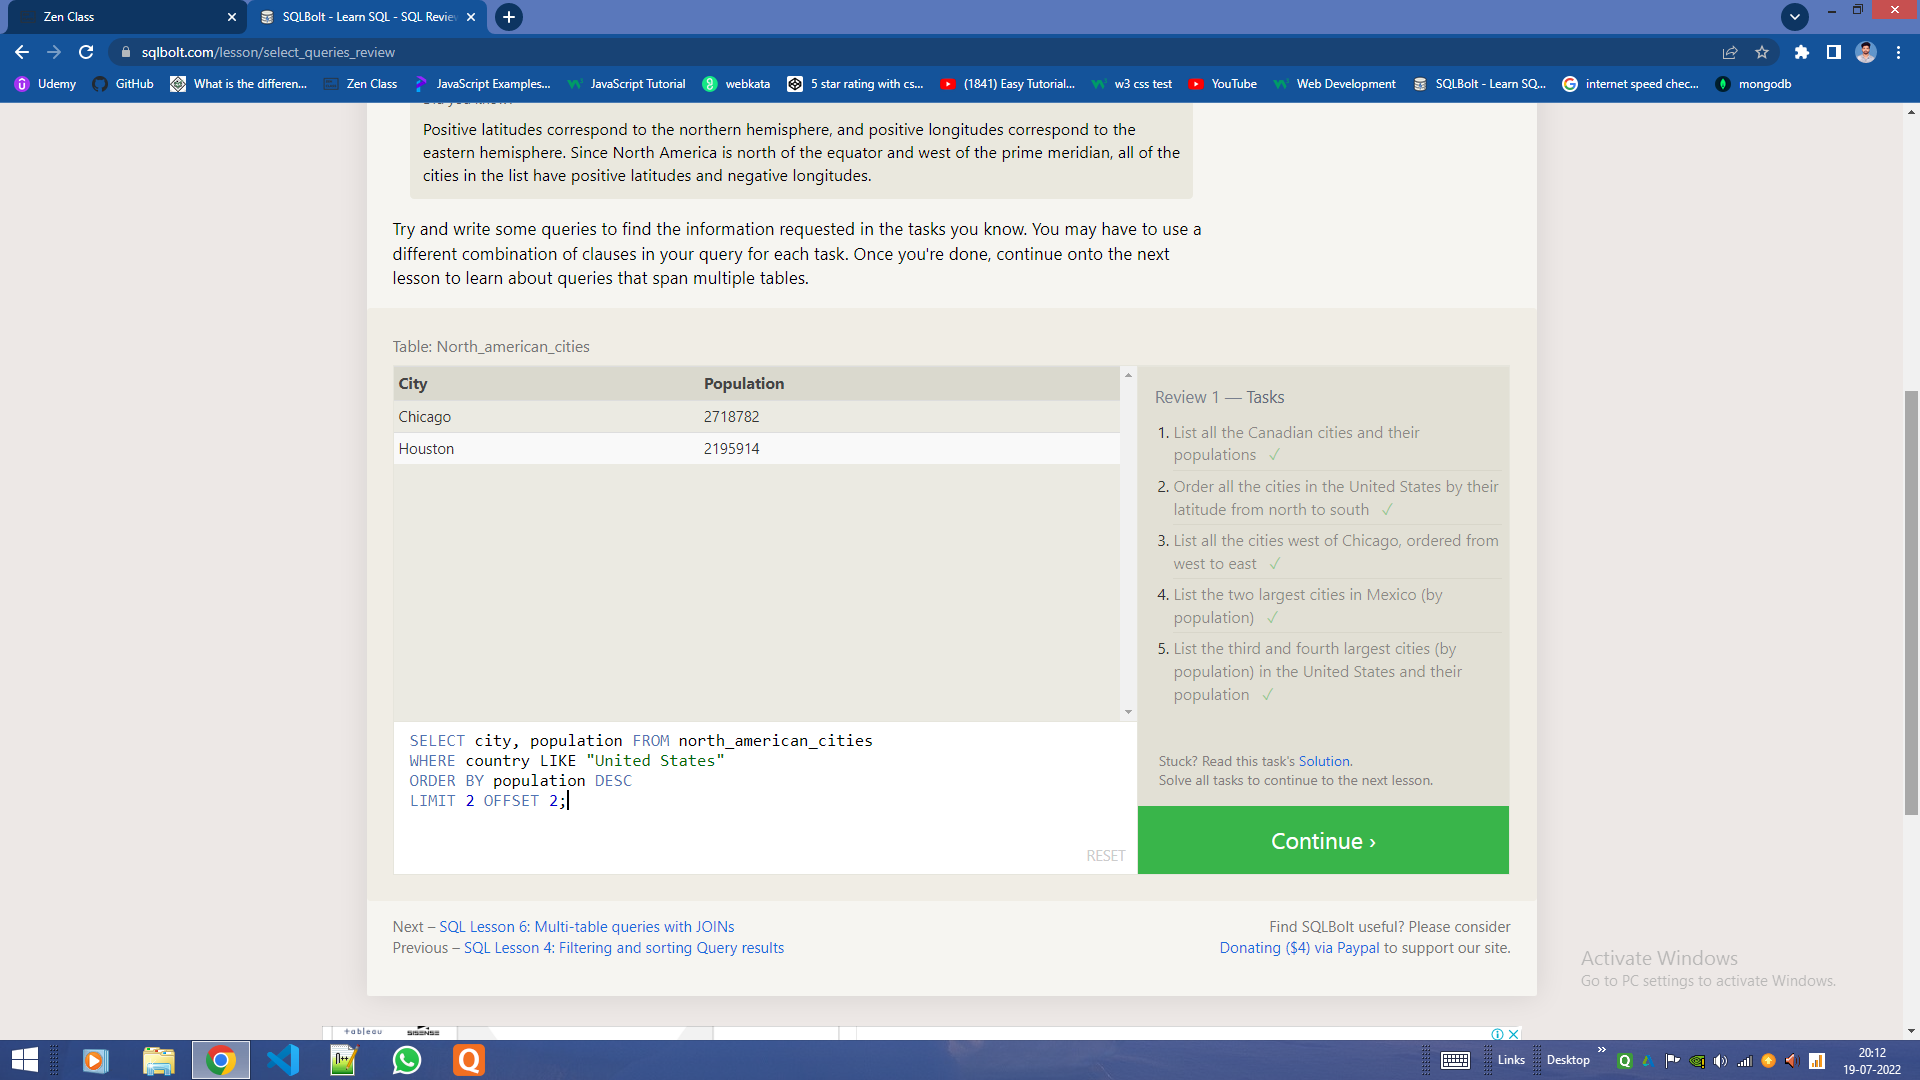 Zen Class
SQLBolt - Learn SQL - SQL Revie
sqlbolt.com/lesson/select_queries_review
Udemy
GitHub
What is the differen...
Zen Class
JavaScript Examples...
JavaScript Tutorial
webkata
5 star rating with cs...
(1841) Easy Tutorial...
w3 css test
YouTube
Web Development
SQLBolt - Learn SQ...
internet speed chec...
mongodb
Positive latitudes correspond to the northern hemisphere, and positive longitudes correspond to the
eastern hemisphere. Since North America is north of the equator and west of the prime meridian, all of the
cities in the list have positive latitudes and negative longitudes.
Try and write some queries to find the information requested in the tasks you know. You may have to use a
different combination of clauses in your query for each task. Once you're done, continue onto the next
lesson to learn about queries that span multiple tables.
Table: North_american_cities
City Population
Chicago 2718782
Houston 2195914
SELECT city, population FROM north_american_cities
WHERE country LIKE "United States"
ORDER BY population DESC
LIMIT 2 OFFSET 2;
RESET
Review 1 — Tasks
1. List all the Canadian cities and their
populations ✓
2. Order all the cities in the United States by their
latitude from north to south ✓
3. List all the cities west of Chicago, ordered from
west to east ✓
4. List the two largest cities in Mexico (by
population) ✓
5. List the third and fourth largest cities (by
population) in the United States and their
population ✓
Stuck? Read this task's Solution.
Solve all tasks to continue to the next lesson.
Continue ›
Next – SQL Lesson 6: Multi-table queries with JOINs
Previous – SQL Lesson 4: Filtering and sorting Query results
Find SQLBolt useful? Please consider
Donating ($4) via Paypal to support our site.
Activate Windows
Go to PC settings to activate Windows.
+ableau
SISENSE
Links
Desktop
20:12
19-07-2022